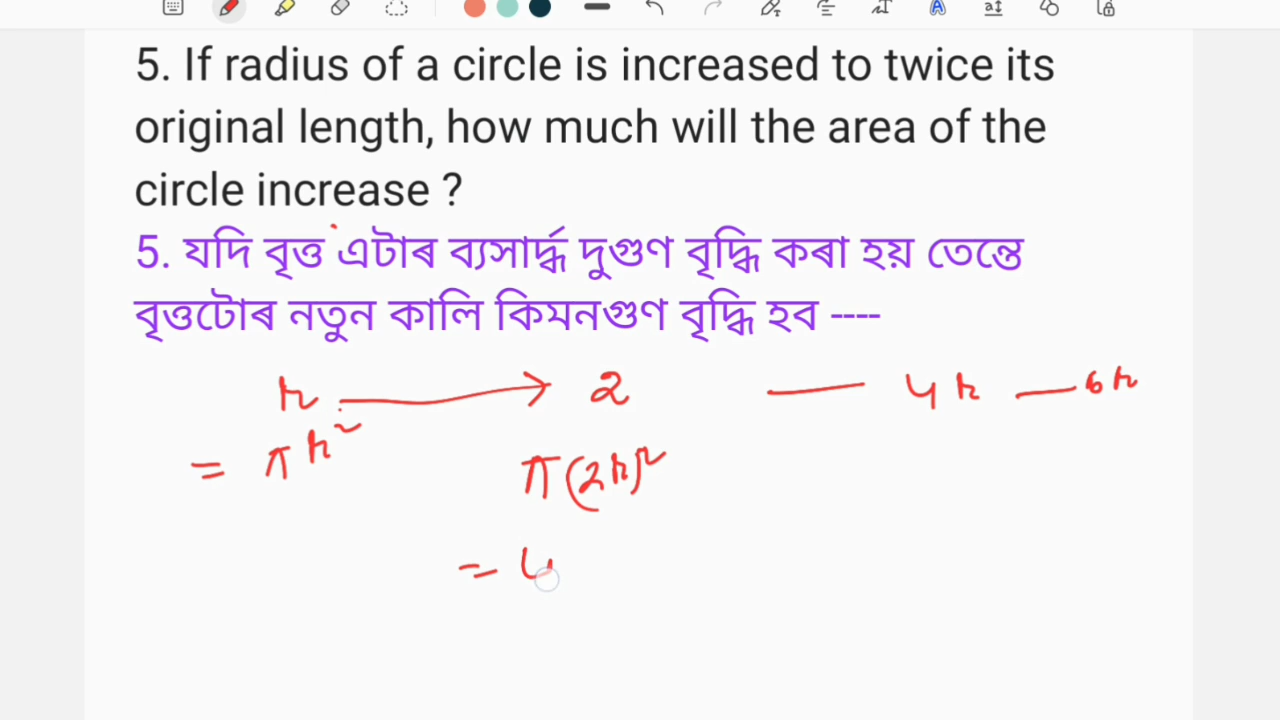 5. If radius of a circle is increased to twice its
original length, how much will the area of the
circle increase ?
5. যদি বৃত্ত এটাৰ ব্যসাৰ্দ্ধ দুগুণ বৃদ্ধি কৰা হয় তেন্তে
বৃত্তটোৰ নতুন কালি কিমনগুণ বৃদ্ধি হব ----
r → 2 — 4r — 6r
= πr² π(2r)²
= 4